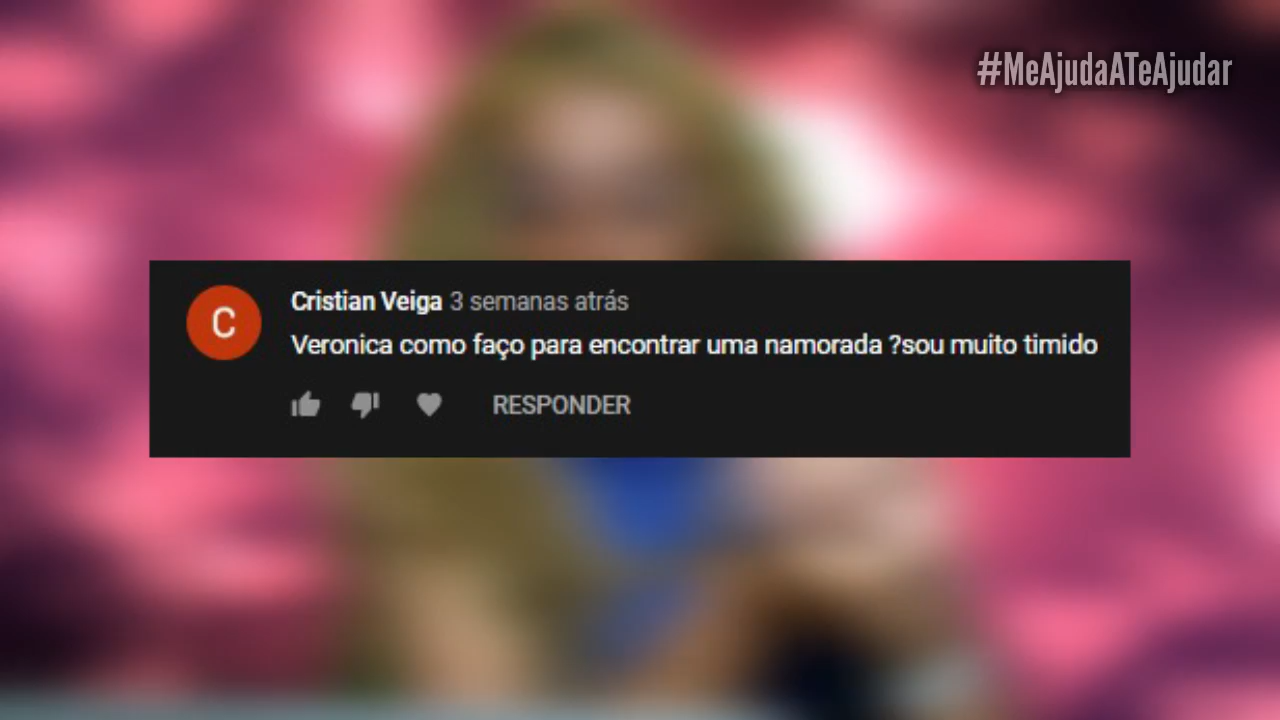 #MeAjudaATeAjudar
C
Cristian Veiga 3 semanas atrás
Veronica como faço para encontrar uma namorada ?sou muito timido
RESPONDER